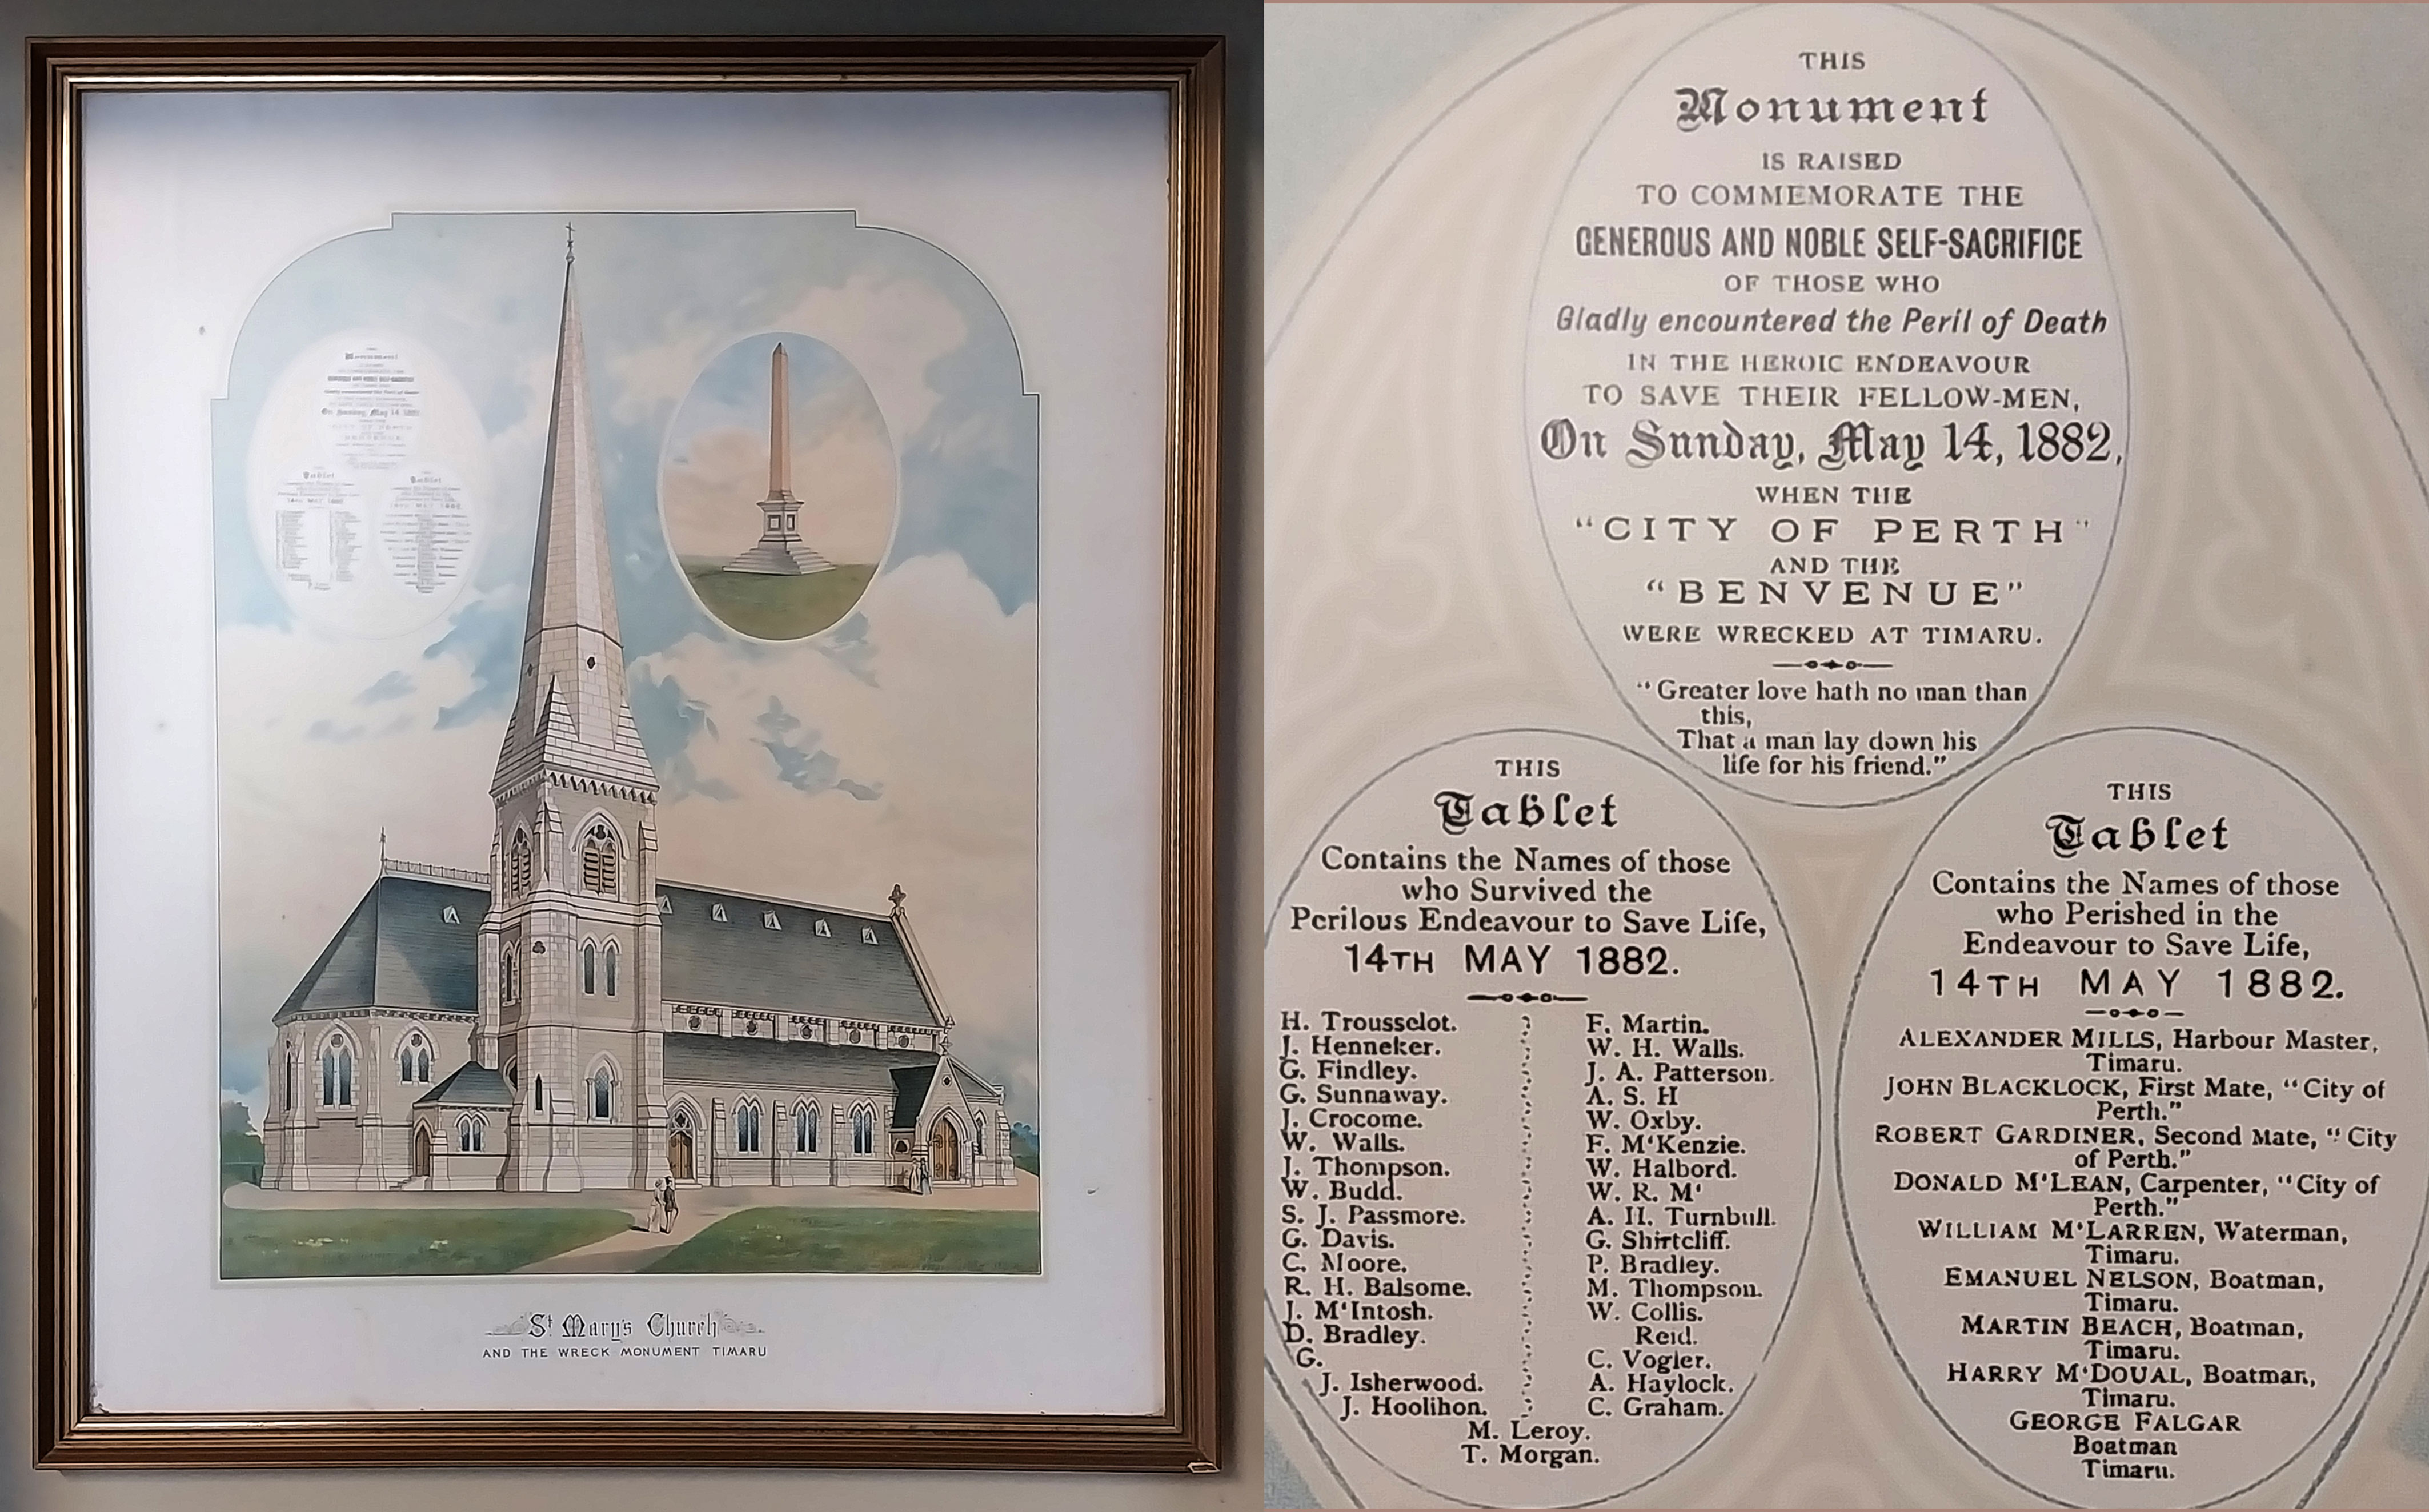 St Mary's Church
AND THE WRECK MONUMENT TIMARU
THIS
Monument
IS RAISED
TO COMMEMORATE THE
GENEROUS AND NOBLE SELF-SACRIFICE
OF THOSE WHO
Gladly encountered the Peril of Death
IN THE HEROIC ENDEAVOUR
TO SAVE THEIR FELLOW-MEN,
On Sunday, May 14, 1882,
WHEN THE
"CITY OF PERTH"
AND THE
"BENVENUE"
WERE WRECKED AT TIMARU.
"Greater love hath no man than
this,
That a man lay down his
life for his friend."
THIS
Tablet
Contains the Names of those
who Survived the
Perilous Endeavour to Save Life,
14TH MAY 1882.
H. Trousselot.
J. Henneker.
G. Findley.
G. Sunnaway.
J. Crocome.
W. Walls.
J. Thompson.
W. Budd.
S. J. Passmore.
G. Davis.
C. Moore.
R. H. Balsome.
J. M'Intosh.
D. Bradley.
G.
J. Isherwood.
J. Hoolihon.
F. Martin.
W. H. Walls.
J. A. Patterson.
A. S. H
W. Oxby.
F. M'Kenzie.
W. Halbord.
W. R. M'
A. H. Turnbull.
G. Shirtcliff.
P. Bradley.
M. Thompson.
W. Collis.
Reid.
C. Vogler.
A. Haylock.
C. Graham.
M. Leroy.
T. Morgan.
THIS
Tablet
Contains the Names of those
who Perished in the
Endeavour to Save Life,
14TH MAY 1882.
ALEXANDER MILLS, Harbour Master,
Timaru.
JOHN BLACKLOCK, First Mate, "City of
Perth."
ROBERT GARDINER, Second Mate, "City
of Perth."
DONALD M'LEAN, Carpenter, "City of
Perth."
WILLIAM M'LARREN, Waterman,
Timaru.
EMANUEL NELSON, Boatman,
Timaru.
MARTIN BEACH, Boatman,
Timaru.
HARRY M'DOUAL, Boatman,
Timaru.
GEORGE FALGAR
Boatman
Timaru.